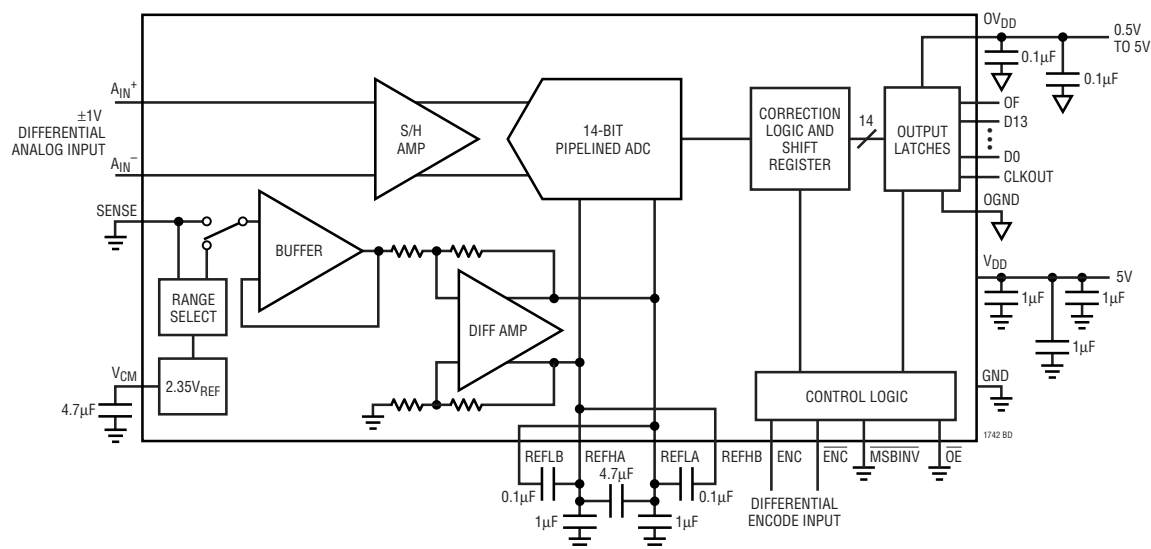 OVDD
0.5V
TO 5V
0.1µF
0.1µF
AIN+
±1V
DIFFERENTIAL
ANALOG INPUT
AIN−
S/H
AMP
14-BIT
PIPELINED ADC
CORRECTION
LOGIC AND
SHIFT
REGISTER
14
OUTPUT
LATCHES
OF
D13
D0
CLKOUT
OGND
SENSE
BUFFER
RANGE
SELECT
DIFF AMP
VDD
5V
1µF
1µF
1µF
VCM
2.35VREF
4.7µF
GND
CONTROL LOGIC
1742 BD
REFLB
REFHA
REFLA
REFHB
ENC
E̅N̅C̅
M̅S̅B̅I̅N̅V̅
O̅E̅
4.7µF
0.1µF
0.1µF
1µF
1µF
DIFFERENTIAL
ENCODE INPUT